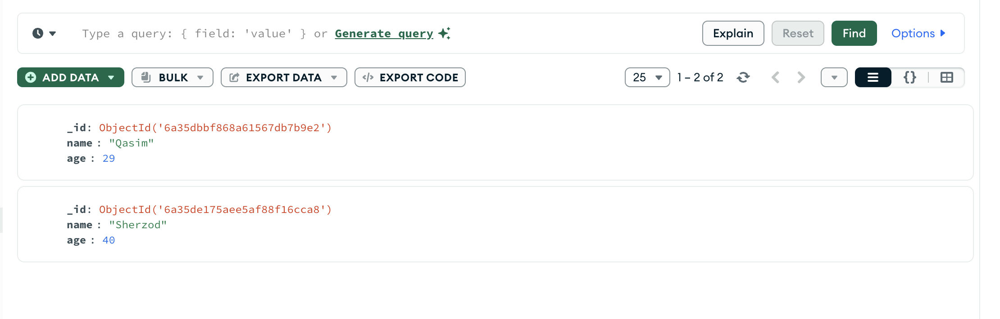 Type a query: { field: 'value' } or Generate query
Explain
Reset
Find
Options
ADD DATA
BULK
EXPORT DATA
</> EXPORT CODE
25
1 – 2 of 2
{}
_id: ObjectId('6a35dbbf868a61567db7b9e2')
name : "Qasim"
age : 29
_id: ObjectId('6a35de175aee5af88f16cca8')
name : "Sherzod"
age : 40